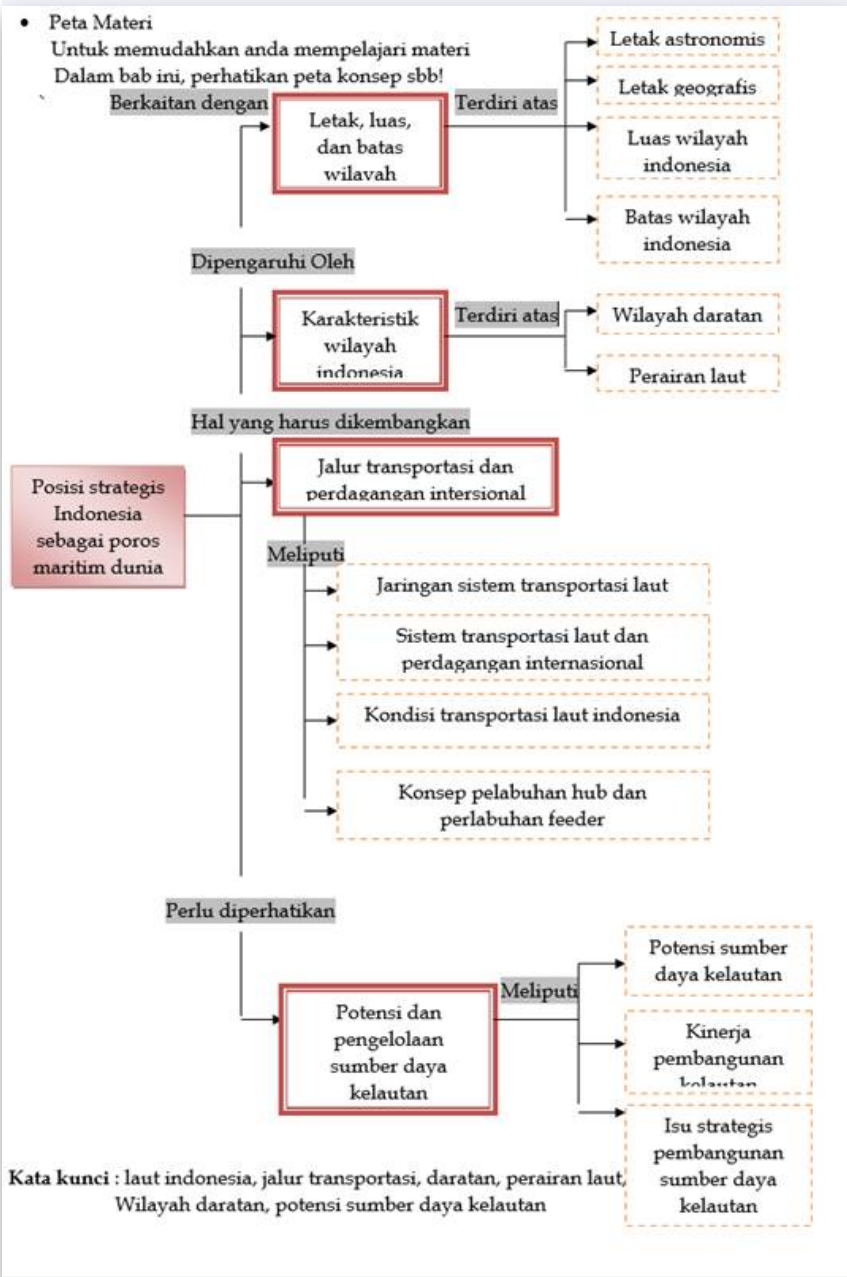 • Peta Materi
Untuk memudahkan anda mempelajari materi
Dalam bab ini, perhatikan peta konsep sbb!
`
Berkaitan dengan
Letak, luas,
dan batas
wilayah
Terdiri atas
Letak astronomis
Letak geografis
Luas wilayah
indonesia
Batas wilayah
indonesia
Dipengaruhi Oleh
Karakteristik
wilayah
indonesia
Terdiri atas
Wilayah daratan
Perairan laut
Hal yang harus dikembangkan
Jalur transportasi dan
perdagangan intersional
Posisi strategis
Indonesia
sebagai poros
maritim dunia
Meliputi
Jaringan sistem transportasi laut
Sistem transportasi laut dan
perdagangan internasional
Kondisi transportasi laut indonesia
Konsep pelabuhan hub dan
perlabuhan feeder
Perlu diperhatikan
Potensi dan
pengelolaan
sumber daya
kelautan
Meliputi
Potensi sumber
daya kelautan
Kinerja
pembangunan
kelautan
Isu strategis
pembangunan
sumber daya
kelautan
Kata kunci : laut indonesia, jalur transportasi, daratan, perairan laut,
Wilayah daratan, potensi sumber daya kelautan